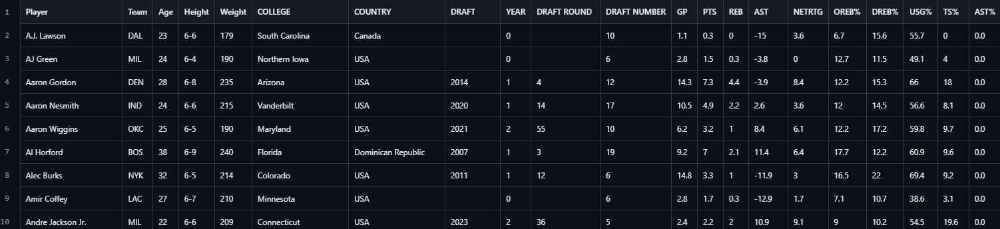 1 Player Team Age Height Weight COLLEGE COUNTRY DRAFT YEAR DRAFT ROUND DRAFT NUMBER GP PTS REB AST NETRTG OREB% DREB% USG% TS% AST%
2 A.J. Lawson DAL 23 6-6 179 South Carolina Canada 0 10 1.1 0.3 0 -15 3.6 6.7 15.6 55.7 0 0.0
3 AJ Green MIL 24 6-4 190 Northern Iowa USA 0 6 2.8 1.5 0.3 -3.8 0 12.7 11.5 49.1 4 0.0
4 Aaron Gordon DEN 28 6-8 235 Arizona USA 2014 1 4 12 14.3 7.3 4.4 -3.9 8.4 12.2 15.3 66 18 0.0
5 Aaron Nesmith IND 24 6-6 215 Vanderbilt USA 2020 1 14 17 10.5 4.9 2.2 2.6 3.6 12 14.5 56.6 8.1 0.0
6 Aaron Wiggins OKC 25 6-5 190 Maryland USA 2021 2 55 10 6.2 3.2 1 8.4 6.1 12.2 17.2 59.8 9.7 0.0
7 Al Horford BOS 38 6-9 240 Florida Dominican Republic 2007 1 3 19 9.2 7 2.1 11.4 6.4 17.7 12.2 60.9 9.6 0.0
8 Alec Burks NYK 32 6-5 214 Colorado USA 2011 1 12 6 14.8 3.3 1 -11.9 3 16.5 22 69.4 9.2 0.0
9 Amir Coffey LAC 27 6-7 210 Minnesota USA 0 6 2.8 1.7 0.3 -12.9 1.7 7.1 10.7 38.6 3.1 0.0
10 Andre Jackson Jr. MIL 22 6-6 209 Connecticut USA 2023 2 36 5 2.4 2.2 2 10.9 9.1 9 10.2 54.5 19.6 0.0